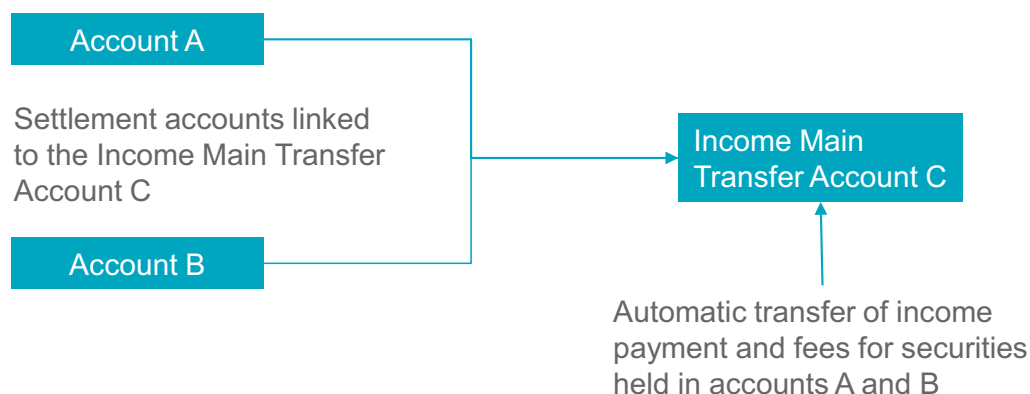 Account A
Settlement accounts linked
to the Income Main Transfer
Account C
Account B
Income Main
Transfer Account C
Automatic transfer of income
payment and fees for securities
held in accounts A and B